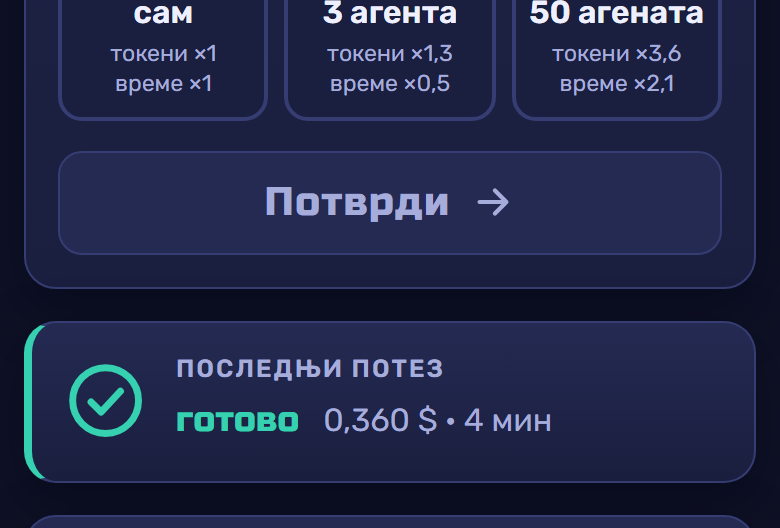 сам
3 агента
50 агената
токени ×1
токени ×1,3
токени ×3,6
време ×1
време ×0,5
време ×2,1
Потврди →
ПОСЛЕДЊИ ПОТЕЗ
готово 0,360 $ • 4 мин